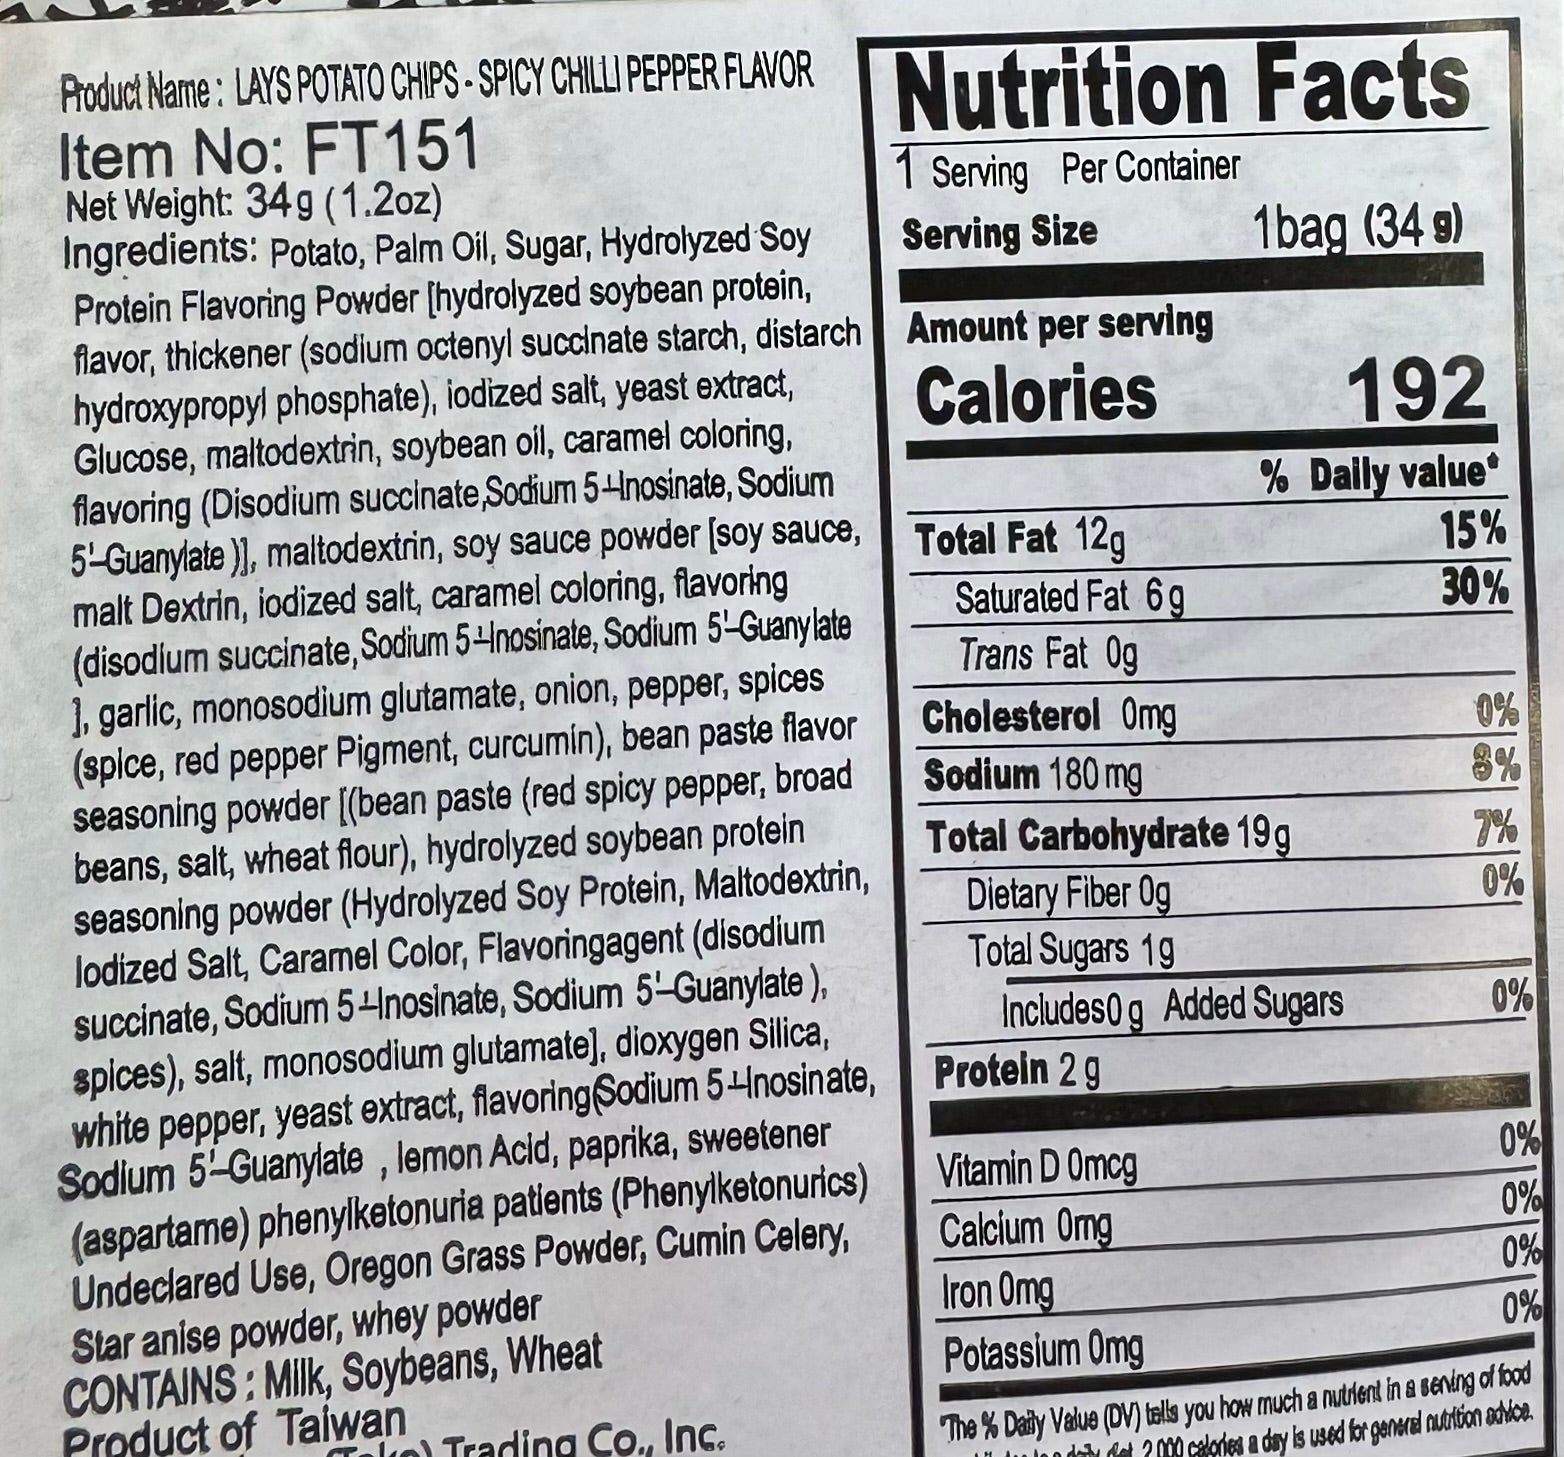 Product Name : LAYS POTATO CHIPS - SPICY CHILLI PEPPER FLAVOR
Item No: FT151
Net Weight: 34g (1.2oz)
Ingredients: Potato, Palm Oil, Sugar, Hydrolyzed Soy
Protein Flavoring Powder [hydrolyzed soybean protein,
flavor, thickener (sodium octenyl succinate starch, distarch
hydroxypropyl phosphate), iodized salt, yeast extract,
Glucose, maltodextrin, soybean oil, caramel coloring,
flavoring (Disodium succinate,Sodium 5'-Inosinate, Sodium
5'-Guanylate )], maltodextrin, soy sauce powder [soy sauce,
malt Dextrin, iodized salt, caramel coloring, flavoring
(disodium succinate,Sodium 5'-Inosinate, Sodium 5'-Guanylate
], garlic, monosodium glutamate, onion, pepper, spices
(spice, red pepper Pigment, curcumin), bean paste flavor
seasoning powder [(bean paste (red spicy pepper, broad
beans, salt, wheat flour), hydrolyzed soybean protein
seasoning powder (Hydrolyzed Soy Protein, Maltodextrin,
Iodized Salt, Caramel Color, Flavoringagent (disodium
succinate, Sodium 5'-Inosinate, Sodium 5'-Guanylate ),
spices), salt, monosodium glutamate], dioxygen Silica,
white pepper, yeast extract, flavoring(Sodium 5'-Inosinate,
Sodium 5'-Guanylate , lemon Acid, paprika, sweetener
(aspartame) phenylketonuria patients (Phenylketonurics)
Undeclared Use, Oregon Grass Powder, Cumin Celery,
Star anise powder, whey powder
CONTAINS : Milk, Soybeans, Wheat
Product of Taiwan
Trading Co., Inc.
Nutrition Facts
1 Serving Per Container
Serving Size 1bag (34 g)
Amount per serving
Calories 192
% Daily value*
Total Fat 12g 15%
Saturated Fat 6g 30%
Trans Fat 0g
Cholesterol 0mg 0%
Sodium 180mg 8%
Total Carbohydrate 19g 7%
Dietary Fiber 0g 0%
Total Sugars 1g
Includes0g Added Sugars 0%
Protein 2g
Vitamin D 0mcg 0%
Calcium 0mg 0%
Iron 0mg 0%
Potassium 0mg 0%
*The % Daily Value (DV) tells you how much a nutrient in a serving of food
a daily diet. 2,000 calories a day is used for general nutrition advice.